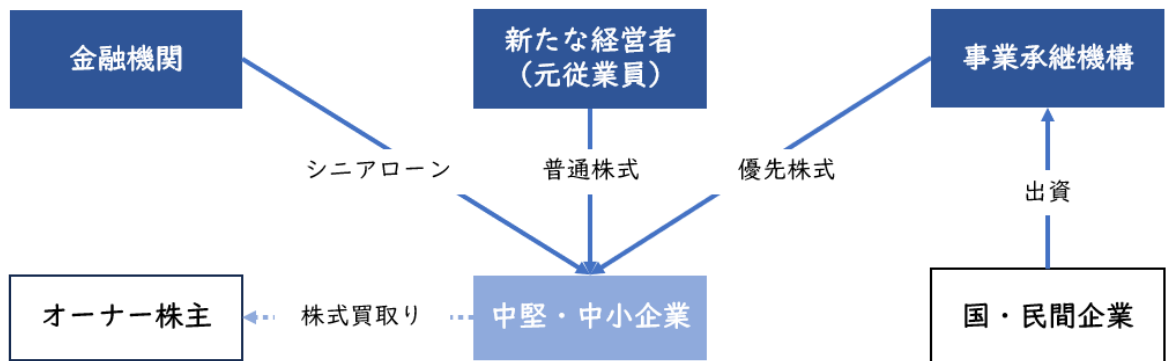 金融機関
新たな経営者
（元従業員）
事業承継機構
シニアローン
普通株式
優先株式
出資
オーナー株主
株式買取り
中堅・中小企業
国・民間企業